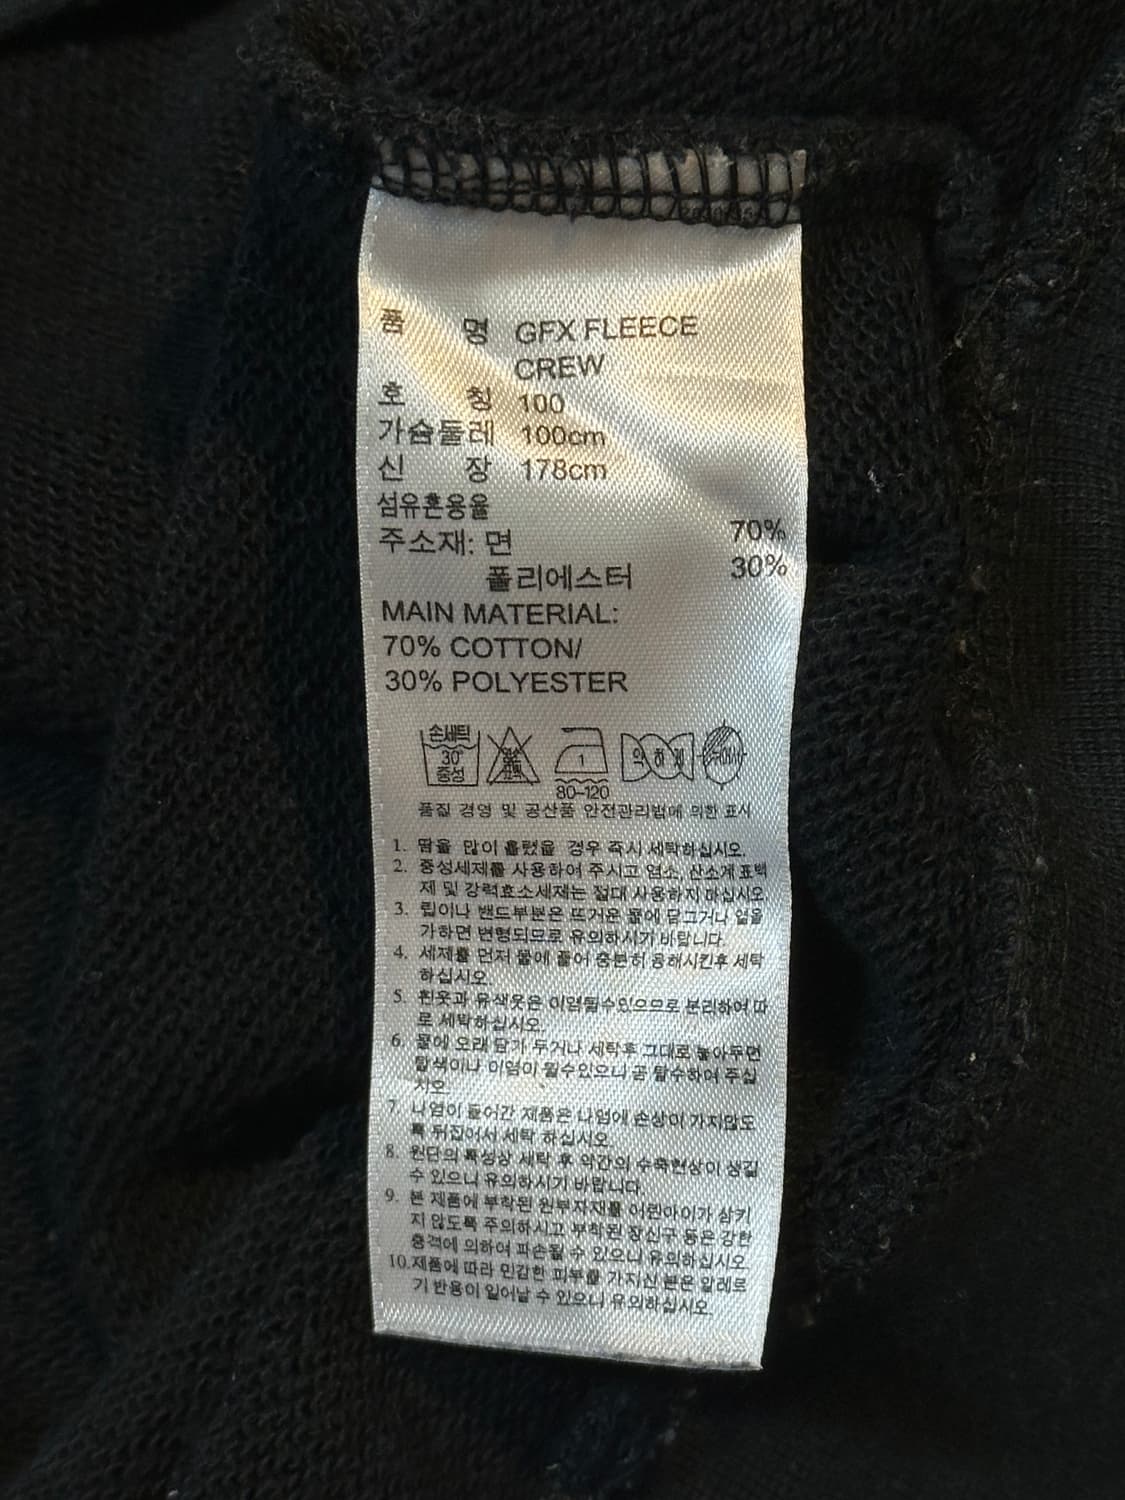 품 명 GFX FLEECE
CREW
호 칭 100
가슴둘레 100cm
신 장 178cm
섬유혼용율
주소재: 면 70%
폴리에스터 30%
MAIN MATERIAL:
70% COTTON/
30% POLYESTER
손세탁
30°
중성
1
80-120
품질 경영 및 공산품 안전관리법에 의한 표시
1. 땀을 많이 흘렸을 경우 즉시 세탁하십시오.
2. 중성세제를 사용하여 주시고 염소, 산소계 표백
제 및 강력효소세제는 절대 사용하지 마십시오
3. 립이나 밴드부분은 뜨거운 물에 담그거나 열을
가하면 변형되므로 유의하시기 바랍니다.
4. 세제를 먼저 물에 풀어 충분히 용해시킨후 세탁
하십시오.
5. 흰옷과 유색옷은 이염될수있으므로 분리하여 따
로 세탁하십시오.
6. 물에 오래 담가 두거나 세탁후 그대로 놓아두면
탈색이나 이염이 될수있으니 곧 탈수하여 주십
시오.
7. 나염이 들어간 제품은 나염에 손상이 가지않도
록 뒤집어서 세탁 하십시오.
8. 원단의 특성상 세탁 후 약간의 수축현상이 생길
수 있으니 유의하시기 바랍니다.
9. 본 제품에 부착된 원부자재를 어린아이가 삼키
지 않도록 주의하시고 부착된 장신구 등은 강한
충격에 의하여 파손될 수 있으니 유의하십시오.
10.제품에 따라 민감한 피부를 가지신 분은 알레르
기 반응이 일어날 수 있으니 유의하십시오.